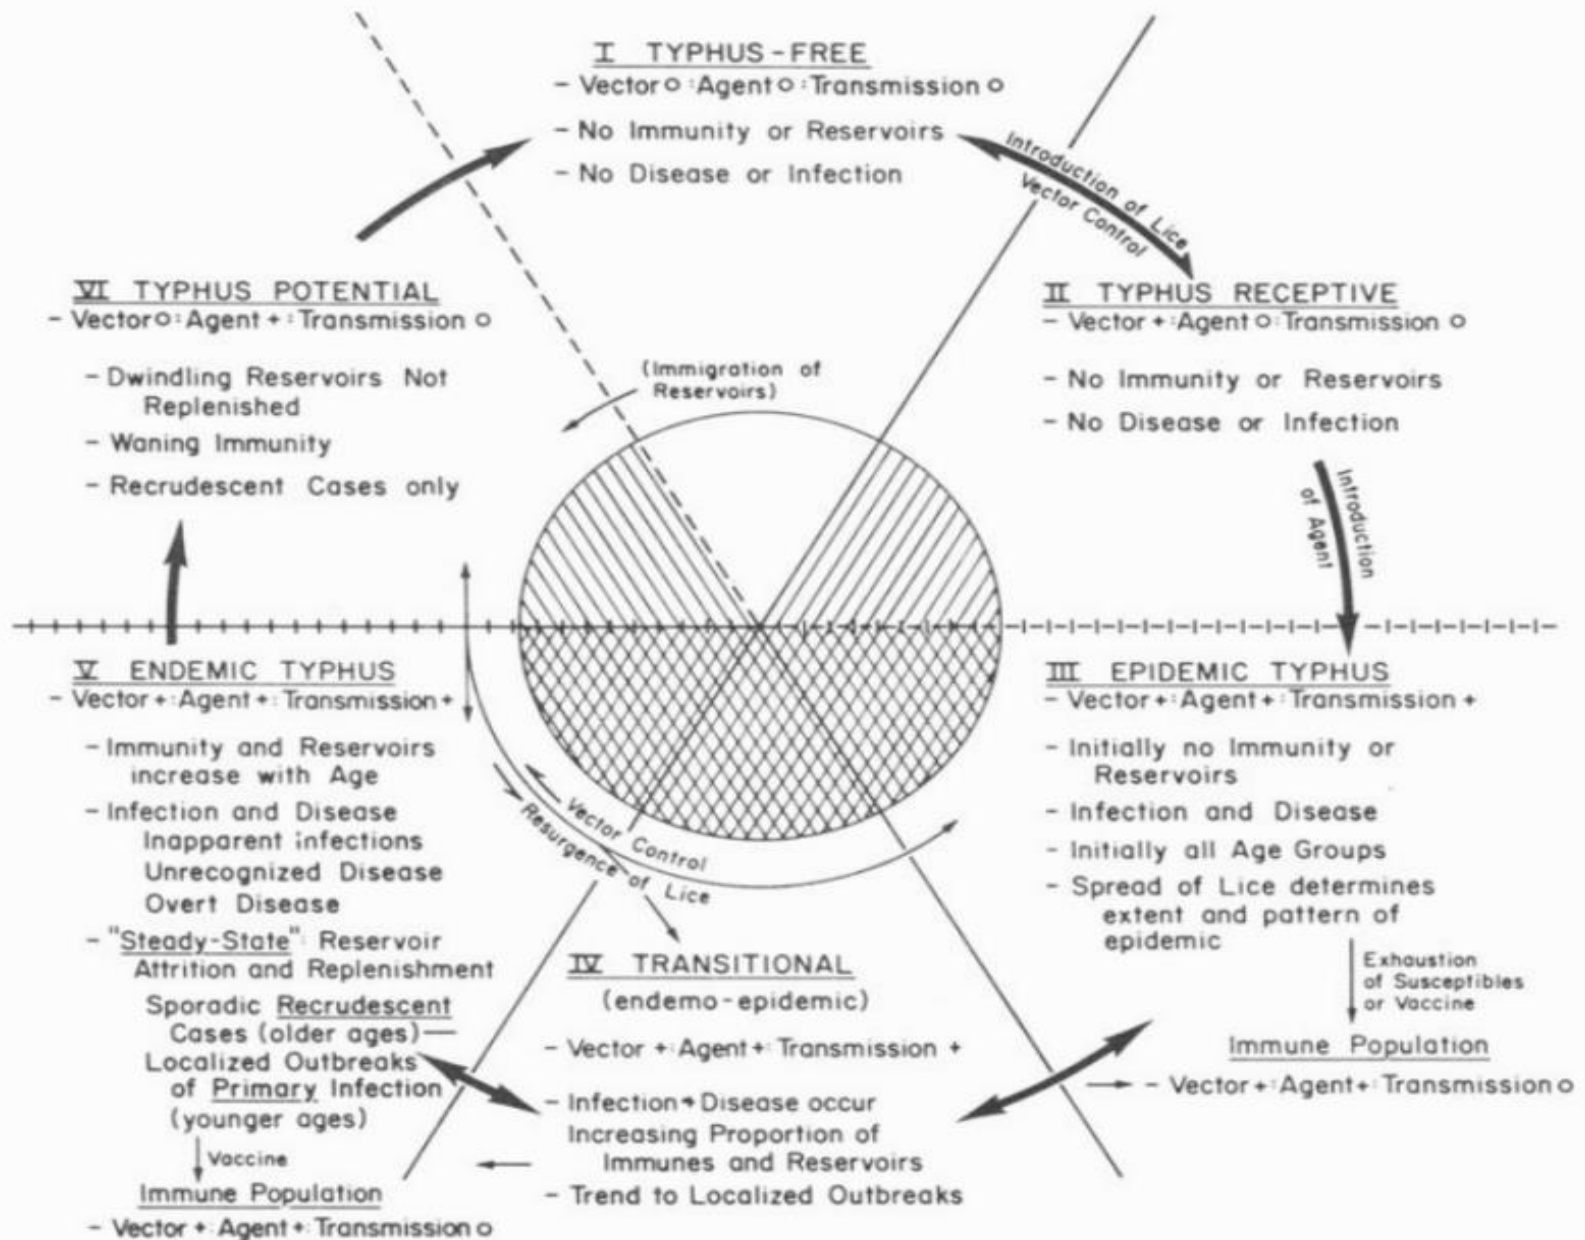 I TYPHUS-FREE
- Vector o : Agent o : Transmission o
- No Immunity or Reservoirs
- No Disease or Infection
Introduction of Lice
Vector Control
II TYPHUS RECEPTIVE
- Vector + : Agent o : Transmission o
- No Immunity or Reservoirs
- No Disease or Infection
Introduction
of Agent
III EPIDEMIC TYPHUS
- Vector + : Agent + : Transmission +
- Initially no Immunity or
Reservoirs
- Infection and Disease
- Initially all Age Groups
- Spread of Lice determines
extent and pattern of
epidemic
Exhaustion
of Susceptibles
or Vaccine
Immune Population
- Vector + : Agent + : Transmission o
IV TRANSITIONAL
(endemo-epidemic)
- Vector + : Agent + : Transmission +
- Infection + Disease occur
Increasing Proportion of
Immunes and Reservoirs
- Trend to Localized Outbreaks
V ENDEMIC TYPHUS
- Vector + : Agent + : Transmission +
- Immunity and Reservoirs
increase with Age
- Infection and Disease
Inapparent infections
Unrecognized Disease
Overt Disease
- "Steady-State": Reservoir
Attrition and Replenishment
Sporadic Recrudescent
Cases (older ages) —
Localized Outbreaks
of Primary Infection
(younger ages)
Vaccine
Immune Population
- Vector + : Agent + : Transmission o
VI TYPHUS POTENTIAL
- Vector o : Agent + : Transmission o
- Dwindling Reservoirs Not
Replenished
- Waning Immunity
- Recrudescent Cases only
(Immigration of
Reservoirs)
Vector Control
Resurgence of Lice